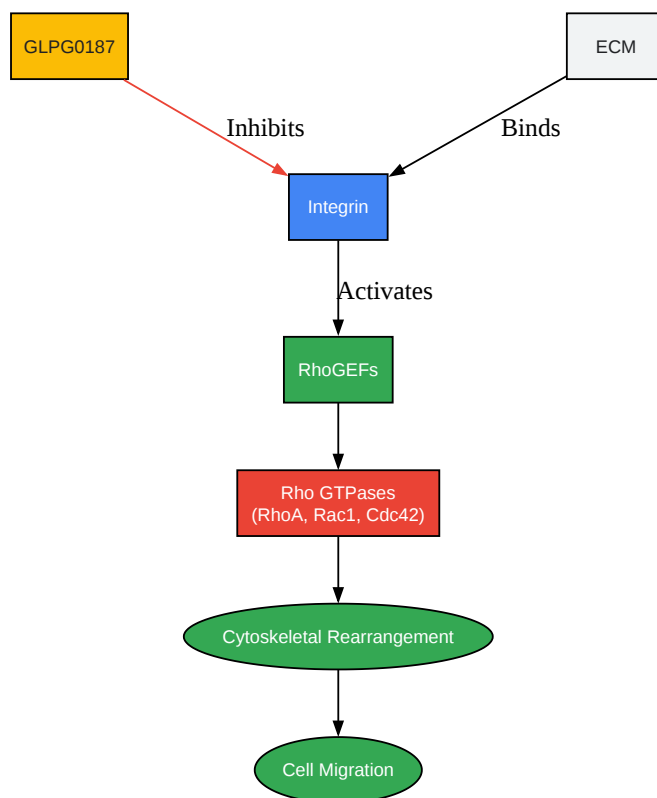 GLPG0187
ECM
Inhibits
Binds
Integrin
Activates
RhoGEFs
Rho GTPases
(RhoA, Rac1, Cdc42)
Cytoskeletal Rearrangement
Cell Migration